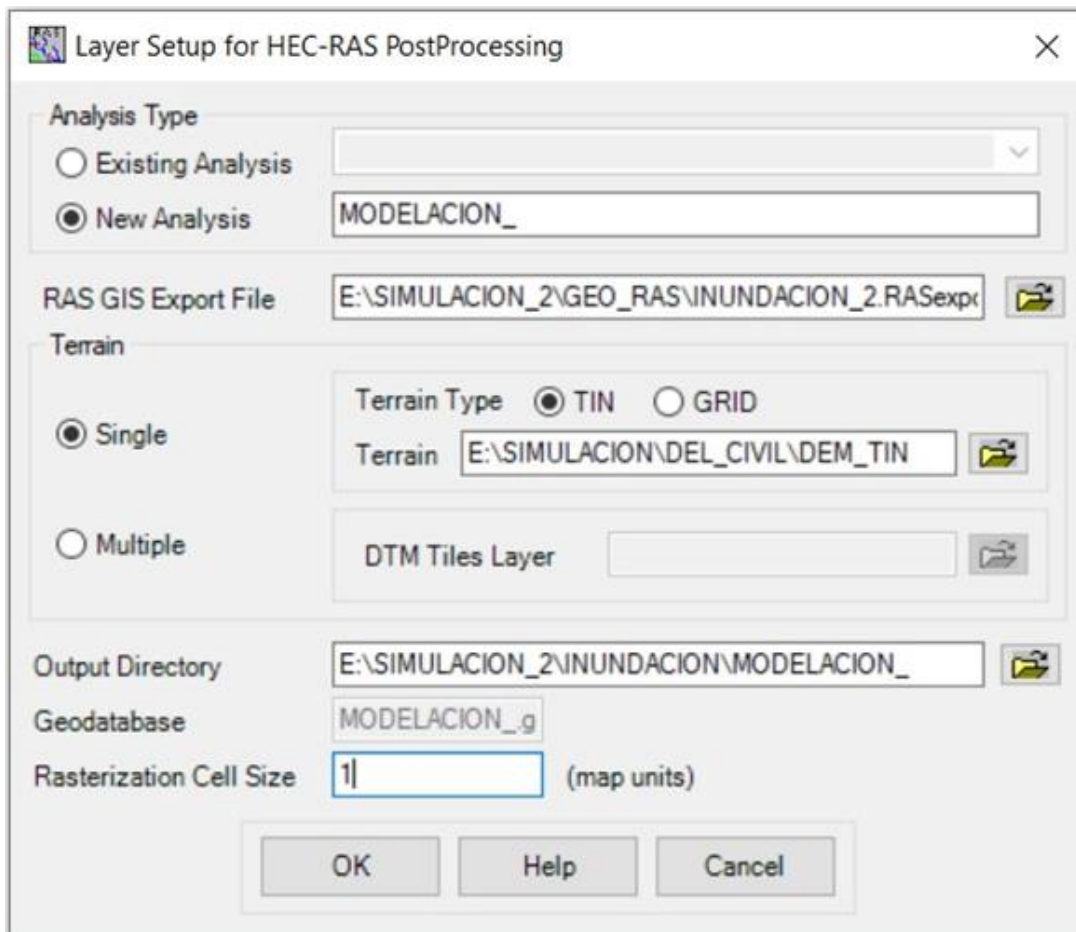 Layer Setup for HEC-RAS PostProcessing
Analysis Type
Existing Analysis
New Analysis MODELACION_
RAS GIS Export File E:\SIMULACION_2\GEO_RAS\INUNDACION_2.RASexpo
Terrain
Single
Terrain Type TIN GRID
Terrain E:\SIMULACION\DEL_CIVIL\DEM_TIN
Multiple
DTM Tiles Layer
Output Directory E:\SIMULACION_2\INUNDACION\MODELACION_
Geodatabase MODELACION_.g
Rasterization Cell Size 1 (map units)
OK Help Cancel